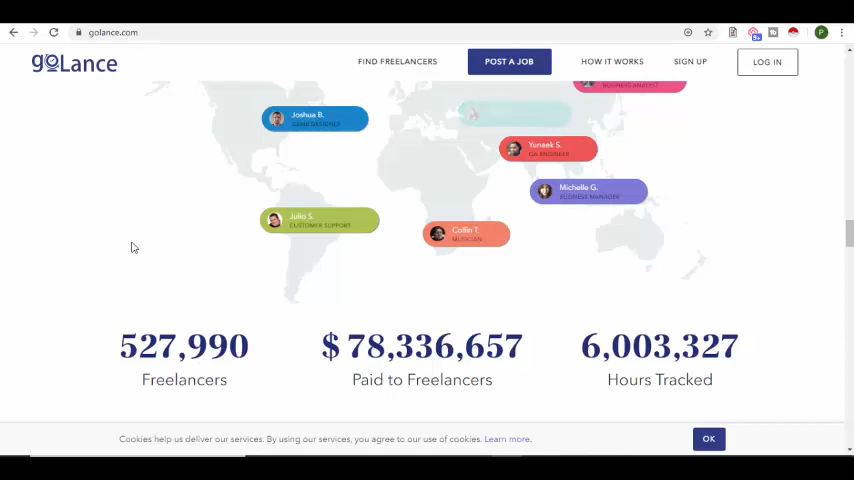 golance.com
9+
P
goLance
FIND FREELANCERS
POST A JOB
HOW IT WORKS
SIGN UP
LOG IN
BUSINESS ANALYST
Joshua B.
GAME DESIGNER
Yuneek S.
QA ENGINEER
Michelle G.
BUSINESS MANAGER
Julio S.
CUSTOMER SUPPORT
Collin T.
MUSICIAN
527,990
$ 78,336,657
6,003,327
Freelancers
Paid to Freelancers
Hours Tracked
Cookies help us deliver our services. By using our services, you agree to our use of cookies. Learn more.
OK